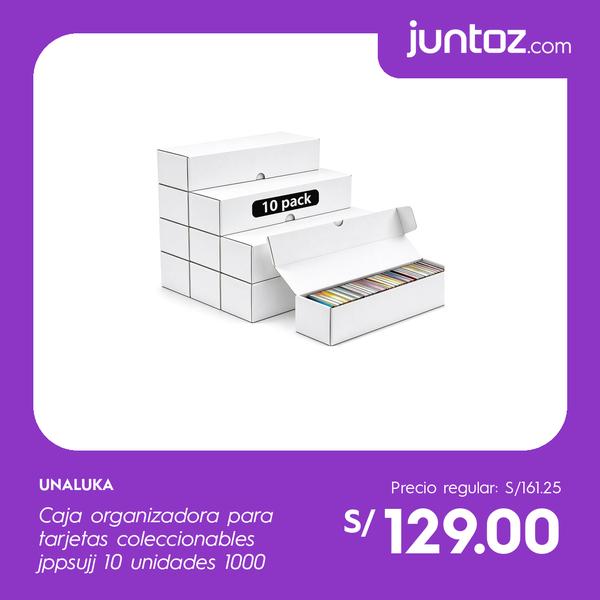 juntoz.com
10 pack
UNALUKA
Caja organizadora para
tarjetas coleccionables
jppsujj 10 unidades 1000
Precio regular: S/161.25
S/129.00